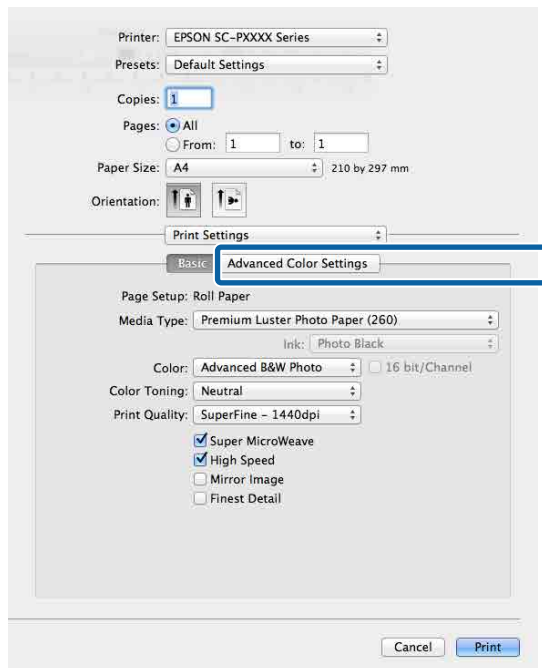 Printer: EPSON SC-PXXXX Series
Presets: Default Settings
Copies: 1
Pages: All
From: 1 to: 1
Paper Size: A4 210 by 297 mm
Orientation:
Print Settings
Basic Advanced Color Settings
Page Setup: Roll Paper
Media Type: Premium Luster Photo Paper (260)
Ink: Photo Black
Color: Advanced B&W Photo 16 bit/Channel
Color Toning: Neutral
Print Quality: SuperFine - 1440dpi
Super MicroWeave
High Speed
Mirror Image
Finest Detail
Cancel Print